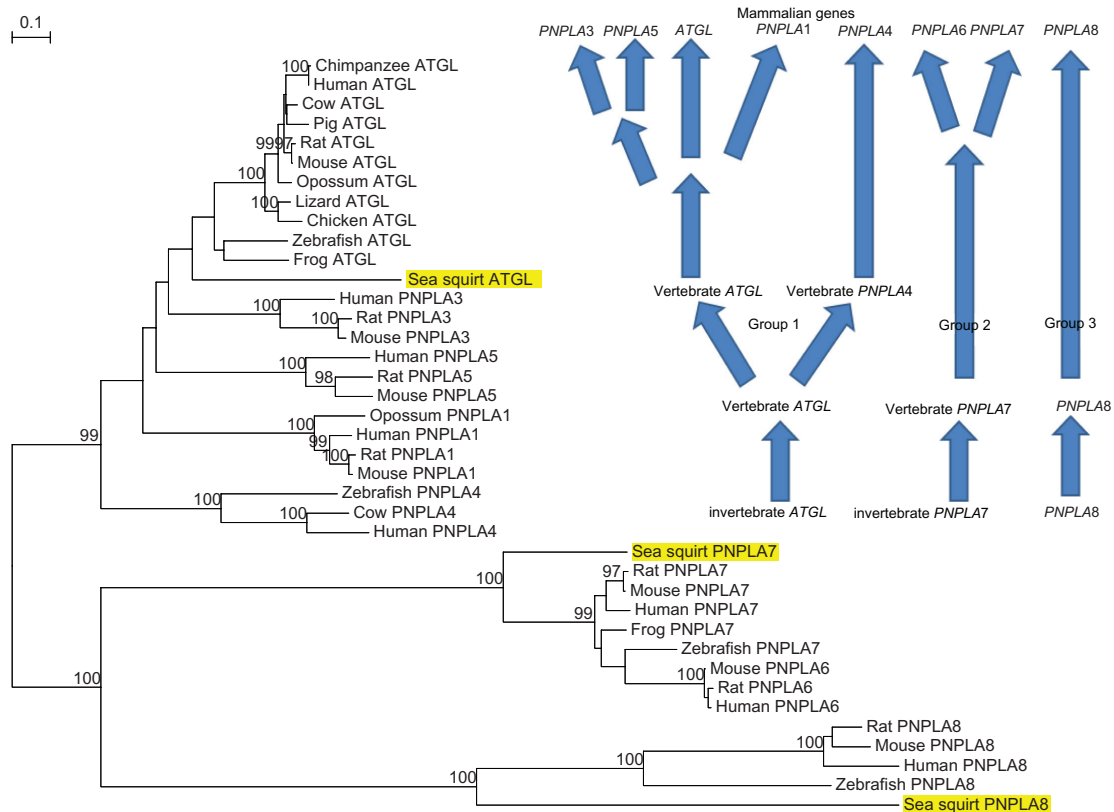 0.1
Mammalian genes
PNPLA3 PNPLA5 ATGL PNPLA1 PNPLA4 PNPLA6 PNPLA7 PNPLA8
Vertebrate ATGL Vertebrate PNPLA4
Group 1 Group 2 Group 3
Vertebrate ATGL Vertebrate PNPLA7 PNPLA8
invertebrate ATGL invertebrate PNPLA7 PNPLA8
100 Chimpanzee ATGL
Human ATGL
Cow ATGL
Pig ATGL
9997 Rat ATGL
Mouse ATGL
100 Opossum ATGL
100 Lizard ATGL
Chicken ATGL
Zebrafish ATGL
Frog ATGL
Sea squirt ATGL
100 Human PNPLA3
100 Rat PNPLA3
Mouse PNPLA3
100 Human PNPLA5
98 Rat PNPLA5
Mouse PNPLA5
100 Opossum PNPLA1
99 Human PNPLA1
99 100 Rat PNPLA1
Mouse PNPLA1
100 Zebrafish PNPLA4
100 Cow PNPLA4
Human PNPLA4
Sea squirt PNPLA7
100 97 Rat PNPLA7
Mouse PNPLA7
99 Human PNPLA7
Frog PNPLA7
Zebrafish PNPLA7
100 100 Mouse PNPLA6
Rat PNPLA6
Human PNPLA6
Rat PNPLA8
100 Mouse PNPLA8
100 Human PNPLA8
100 Zebrafish PNPLA8
Sea squirt PNPLA8